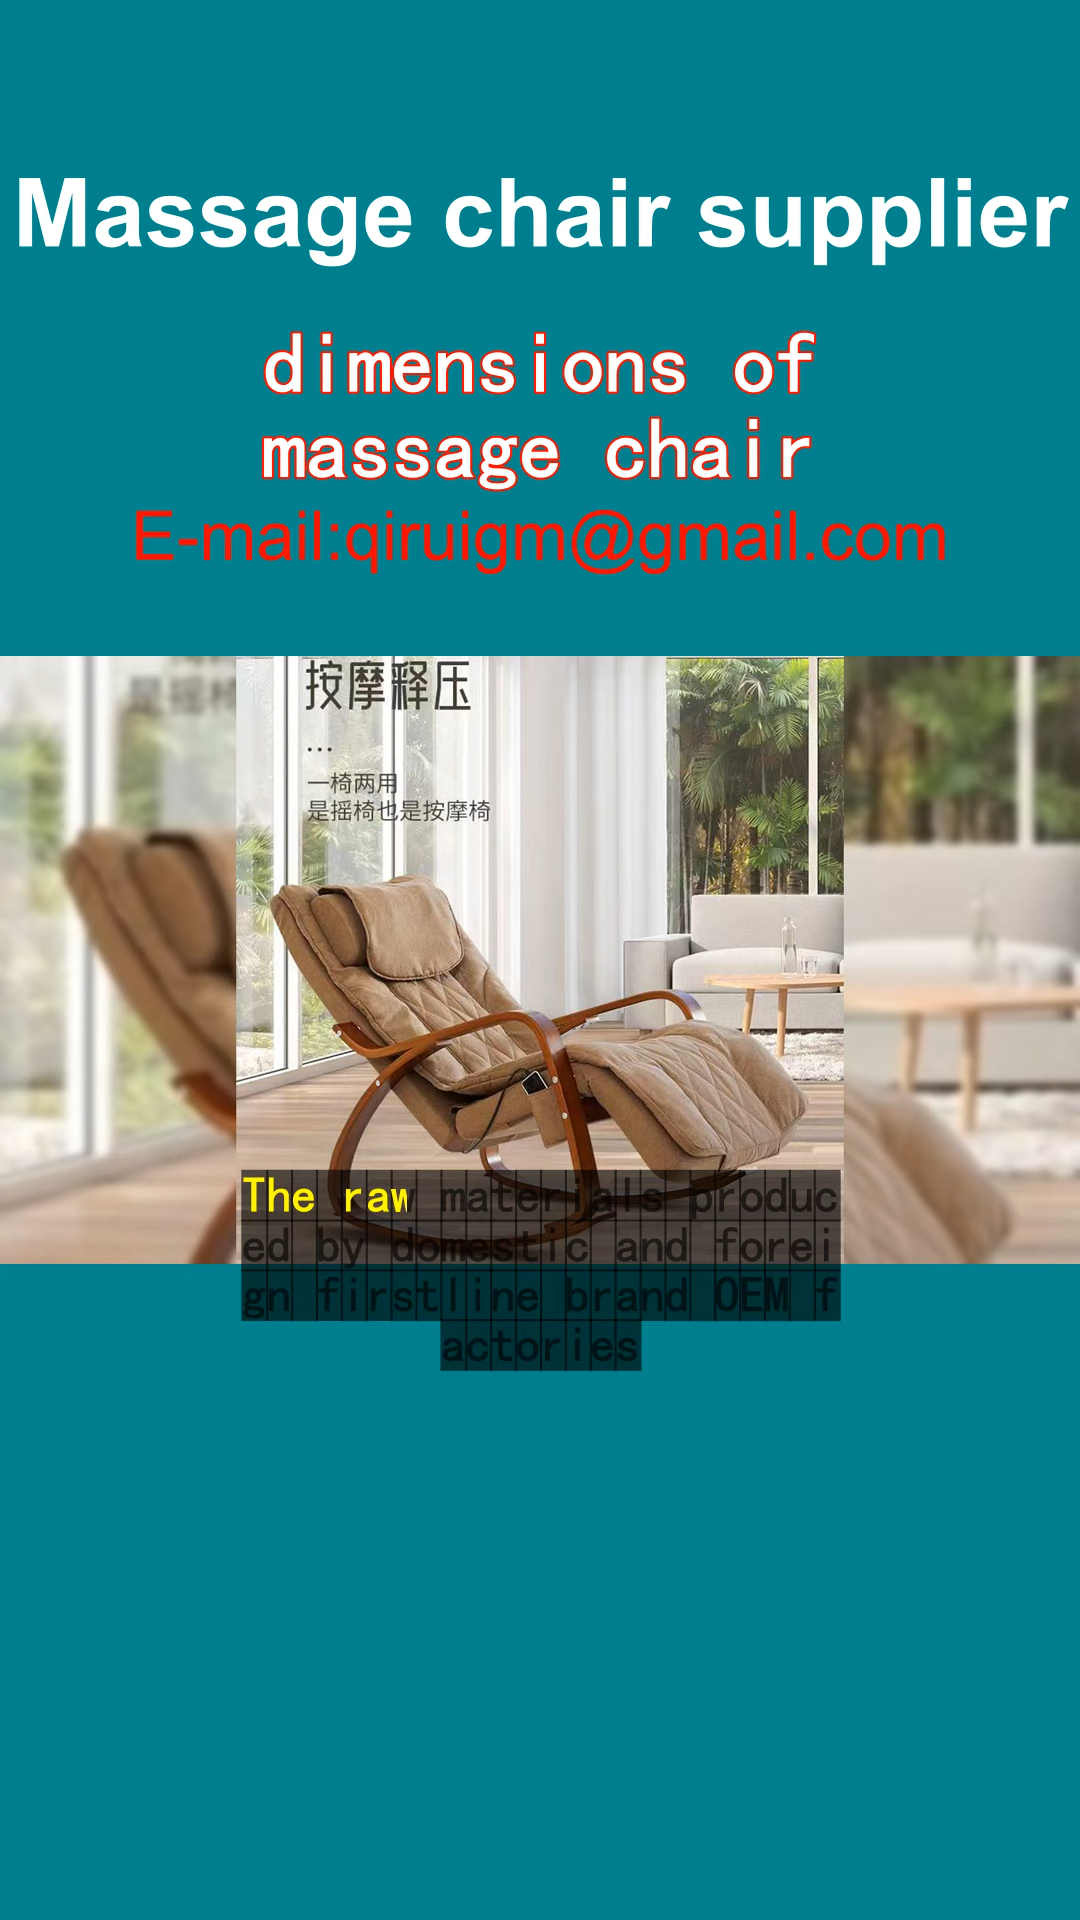 Massage chair supplier
dimensions of
massage chair
E-mail:qiruigm@gmail.com
按摩释压
...
一椅两用
是摇椅也是按摩椅
The raw materials produc
ed by domestic and forei
gn firstline brand OEM f
actories